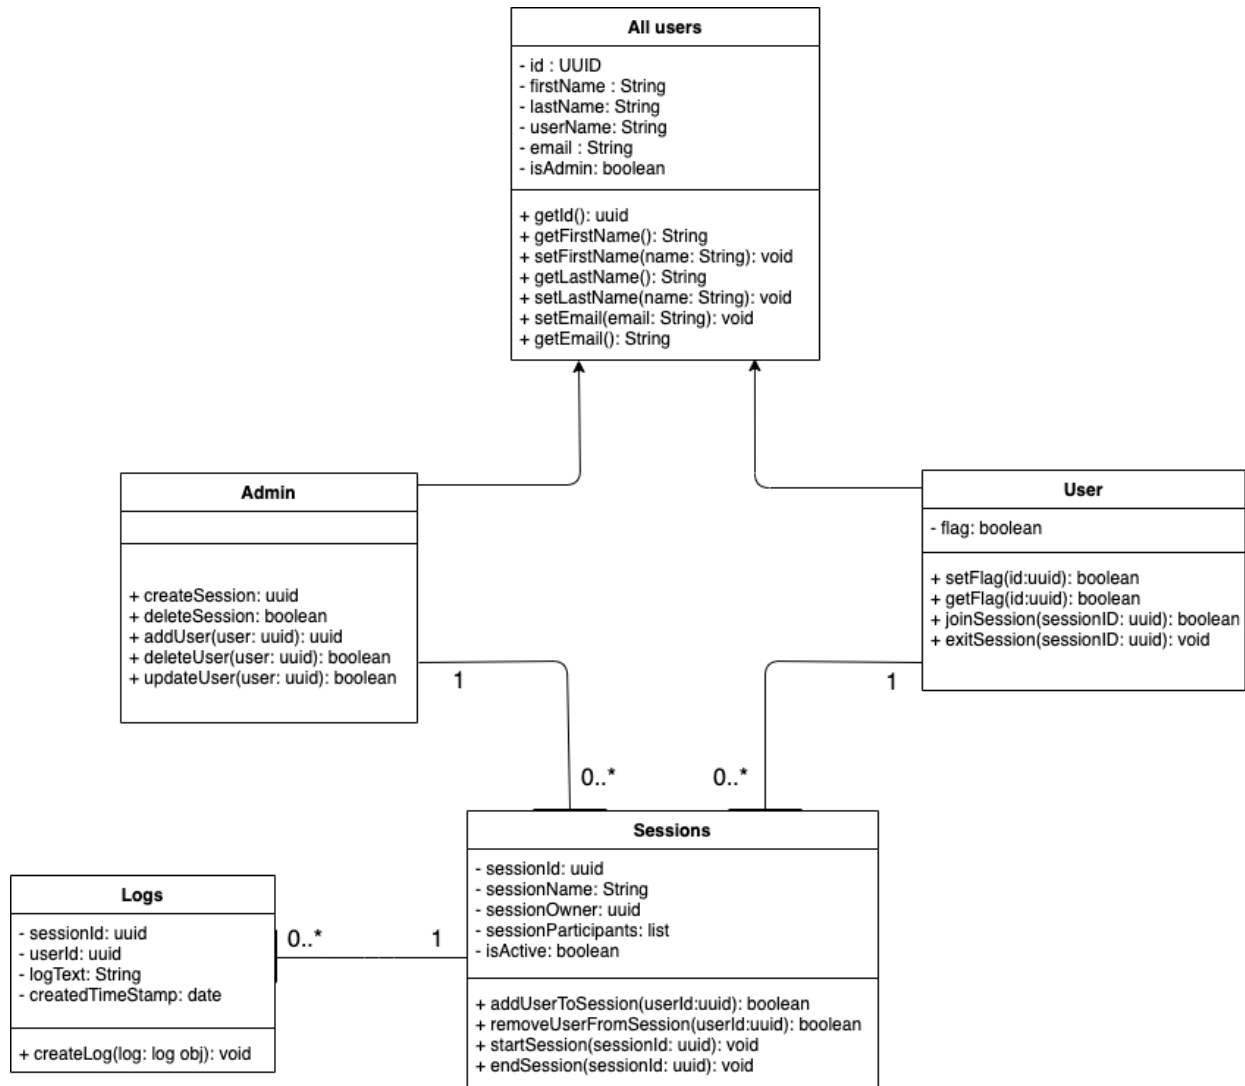 All users
- id : UUID
- firstName : String
- lastName: String
- userName: String
- email : String
- isAdmin: boolean
+ getId(): uuid
+ getFirstName(): String
+ setFirstName(name: String): void
+ getLastName(): String
+ setLastName(name: String): void
+ setEmail(email: String): void
+ getEmail(): String
Admin
+ createSession: uuid
+ deleteSession: boolean
+ addUser(user: uuid): uuid
+ deleteUser(user: uuid): boolean
+ updateUser(user: uuid): boolean
User
- flag: boolean
+ setFlag(id:uuid): boolean
+ getFlag(id:uuid): boolean
+ joinSession(sessionID: uuid): boolean
+ exitSession(sessionID: uuid): void
1
1
0..*
0..*
Sessions
- sessionId: uuid
- sessionName: String
- sessionOwner: uuid
- sessionParticipants: list
- isActive: boolean
+ addUserToSession(userId:uuid): boolean
+ removeUserFromSession(userId:uuid): boolean
+ startSession(sessionId: uuid): void
+ endSession(sessionId: uuid): void
Logs
- sessionId: uuid
- userId: uuid
- logText: String
- createdTimeStamp: date
+ createLog(log: log obj): void
0..*
1